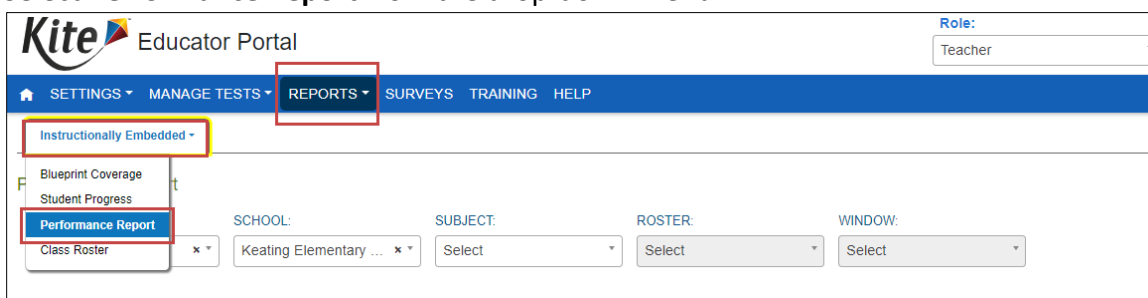 Kite Educator Portal
Role:
Teacher
SETTINGS MANAGE TESTS REPORTS SURVEYS TRAINING HELP
Instructionally Embedded
Blueprint Coverage
Student Progress
Performance Report
Class Roster
SCHOOL: SUBJECT: ROSTER: WINDOW:
Keating Elementary ... × Select Select Select